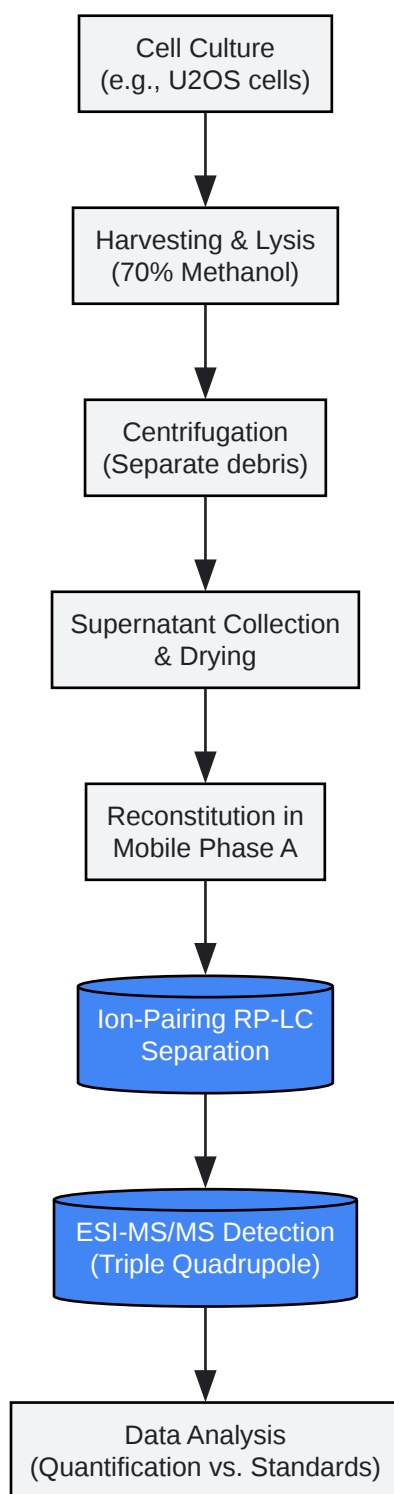 Cell Culture
(e.g., U2OS cells)
Harvesting & Lysis
(70% Methanol)
Centrifugation
(Separate debris)
Supernatant Collection
& Drying
Reconstitution in
Mobile Phase A
Ion-Pairing RP-LC
Separation
ESI-MS/MS Detection
(Triple Quadrupole)
Data Analysis
(Quantification vs. Standards)